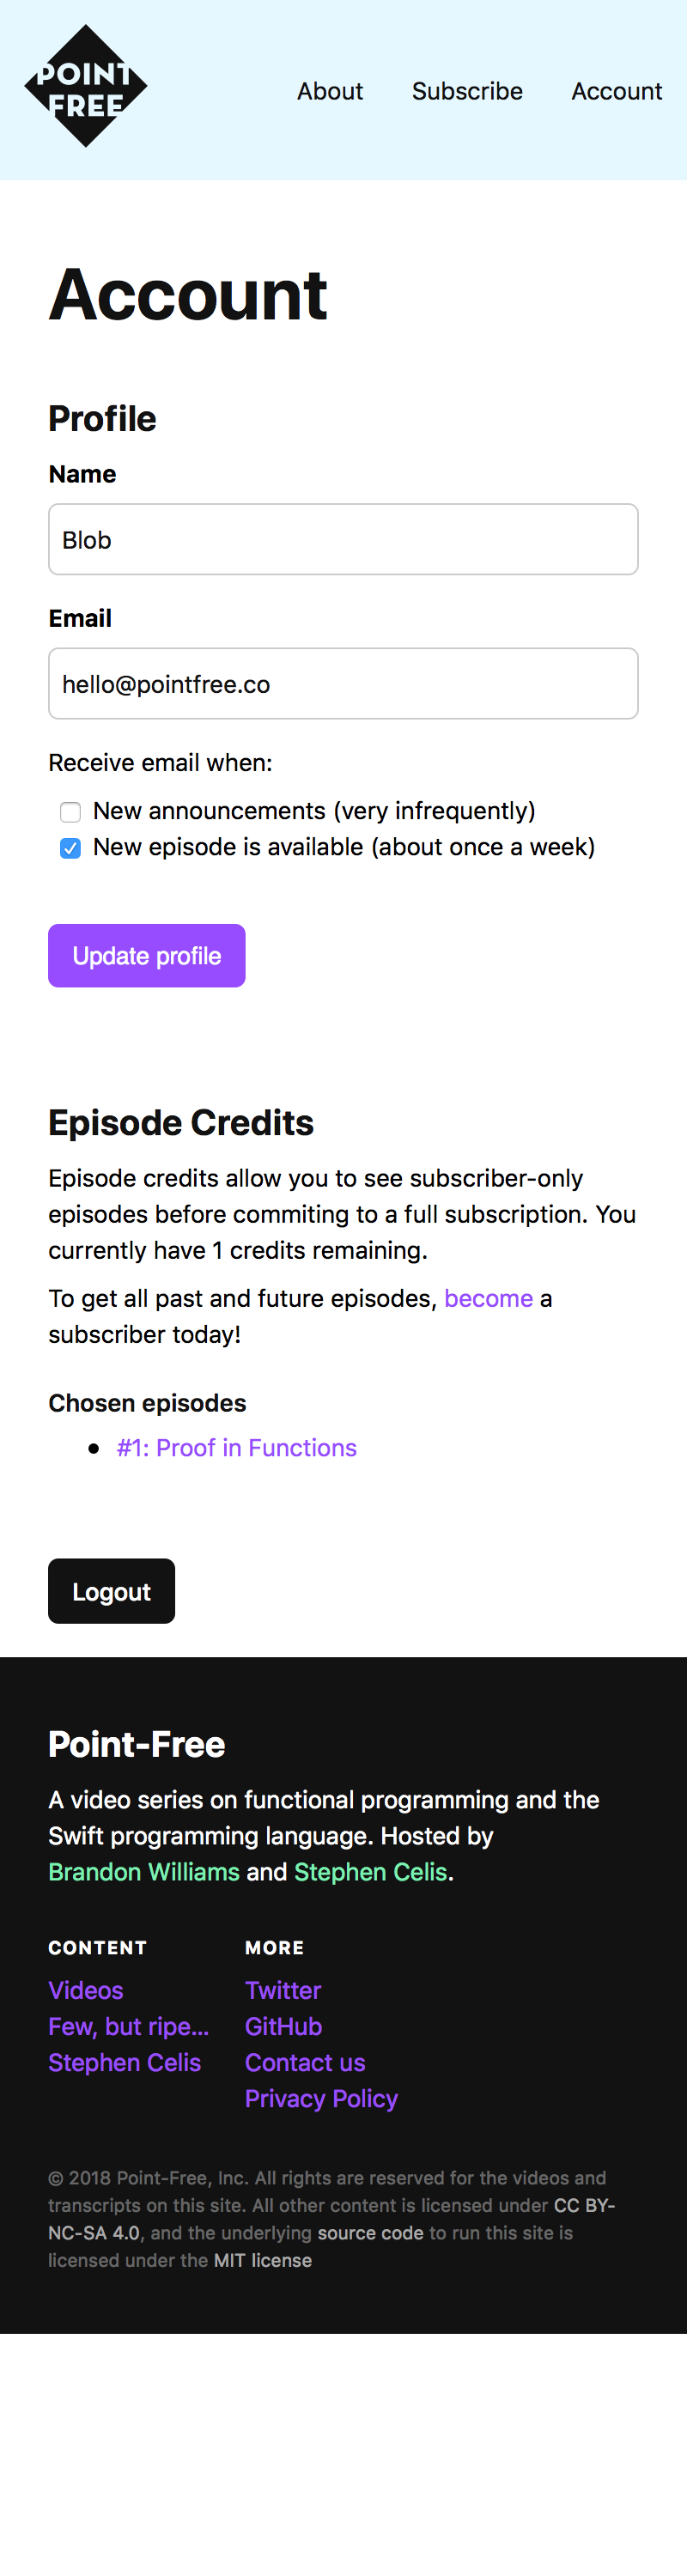 POINT
FREE
About Subscribe Account
Account
Profile
Name
Blob
Email
hello@pointfree.co
Receive email when:
New announcements (very infrequently)
New episode is available (about once a week)
Update profile
Episode Credits
Episode credits allow you to see subscriber-only
episodes before commiting to a full subscription. You
currently have 1 credits remaining.
To get all past and future episodes, become a
subscriber today!
Chosen episodes
#1: Proof in Functions
Logout
Point-Free
A video series on functional programming and the
Swift programming language. Hosted by
Brandon Williams and Stephen Celis.
CONTENT
Videos
Few, but ripe...
Stephen Celis
MORE
Twitter
GitHub
Contact us
Privacy Policy
© 2018 Point-Free, Inc. All rights are reserved for the videos and
transcripts on this site. All other content is licensed under CC BY-
NC-SA 4.0, and the underlying source code to run this site is
licensed under the MIT license